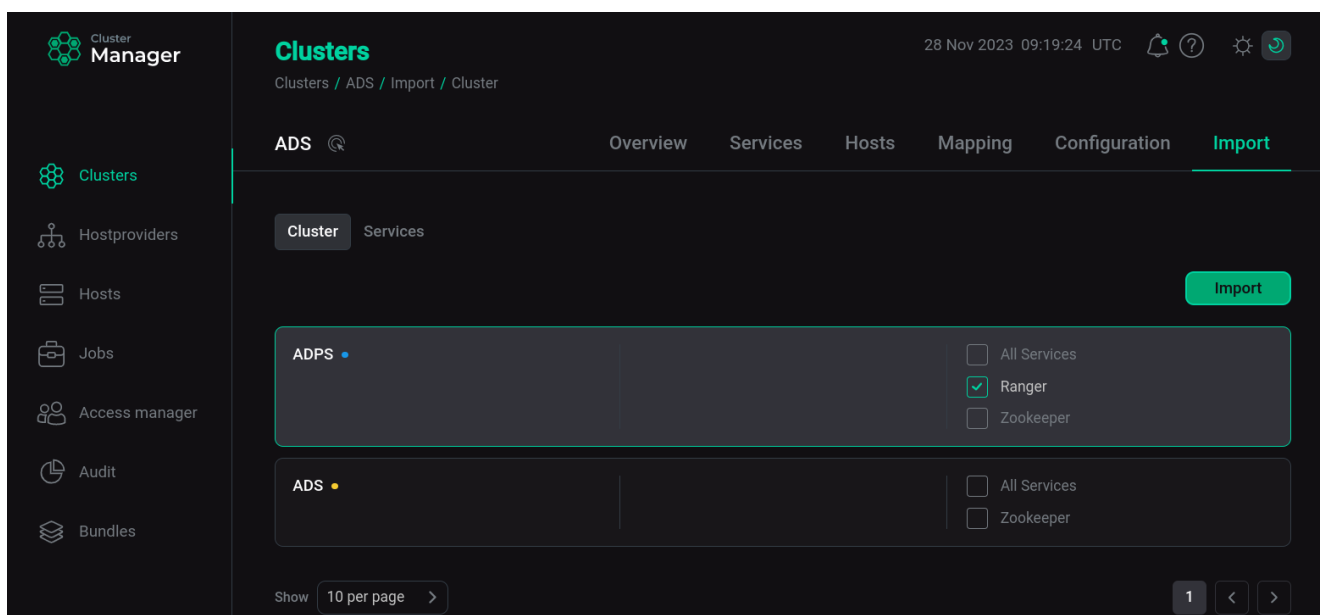 Cluster
Manager
Clusters
28 Nov 2023 09:19:24 UTC
Clusters / ADS / Import / Cluster
ADS
Overview
Services
Hosts
Mapping
Configuration
Import
Clusters
Hostproviders
Hosts
Jobs
Access manager
Audit
Bundles
Cluster
Services
Import
ADPS
All Services
Ranger
Zookeeper
ADS
All Services
Zookeeper
Show
10 per page
1